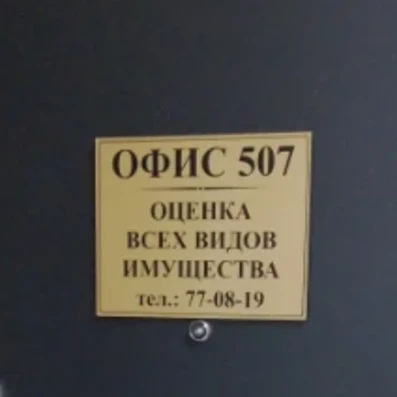 ОФИС 507
ОЦЕНКА
ВСЕХ ВИДОВ
ИМУЩЕСТВА
тел.: 77-08-19